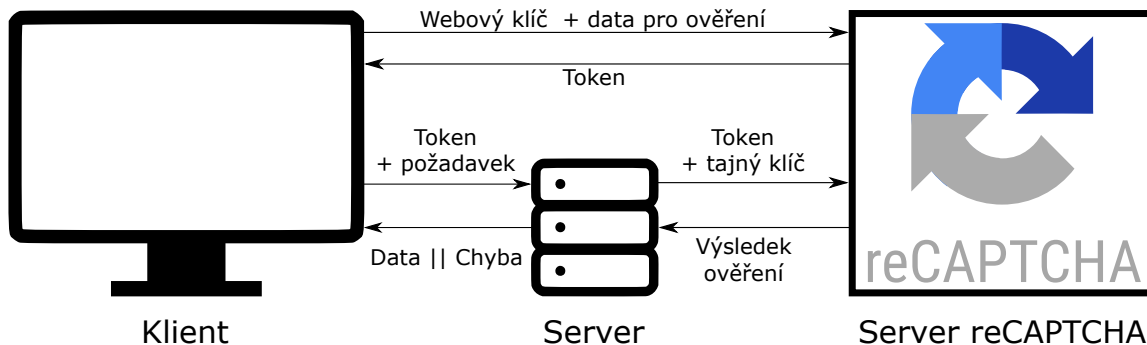 Webový klíč + data pro ověření
Token
Token
+ požadavek
Token
+ tajný klíč
Data || Chyba
Výsledek
ověření
reCAPTCHA
Klient
Server
Server reCAPTCHA